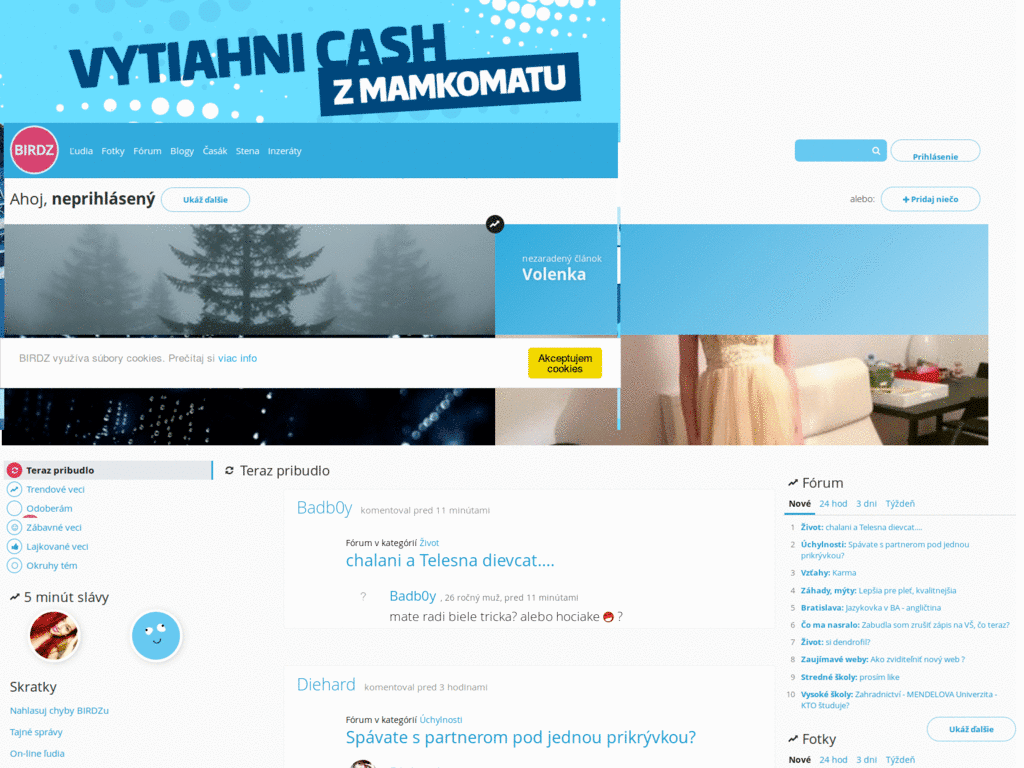 VYTIAHNI CASH
Z MAMKOMATU
BIRDZ
Ľudia Fotky Fórum Blogy Časák Stena Inzeráty
Prihlásenie
Ahoj, neprihlásený
Ukáž ďalšie
alebo:
Pridaj niečo
nezaradený článok
Volenka
BIRDZ využíva súbory cookies. Prečítaj si viac info
Akceptujem
cookies
Teraz pribudlo
Trendové veci
Odoberám
Zábavné veci
Lajkované veci
Okruhy tém
5 minút slávy
Skratky
Nahlasuj chyby BIRDZu
Tajné správy
On-line ľudia
Teraz pribudlo
Badb0y komentoval pred 11 minútami
Fórum v kategórií Život
chalani a Telesna dievcat....
?
Badb0y , 26 ročný muž, pred 11 minútami
mate radi biele tricka? alebo hociake ?
Diehard komentoval pred 3 hodinami
Fórum v kategórií Úchylnosti
Spávate s partnerom pod jednou prikrývkou?
Fórum
Nové 24 hod 3 dni Týždeň
1 Život: chalani a Telesna dievcat....
2 Úchylnosti: Spávate s partnerom pod jednou
prikrývkou?
3 Vzťahy: Karma
4 Záhady, mýty: Lepšia pre pleť, kvalitnejšia
5 Bratislava: Jazykovka v BA - angličtina
6 Čo ma nasralo: Zabudla som zrušiť zápis na VŠ, čo teraz?
7 Život: si dendrofil?
8 Zaujímavé weby: Ako zviditeľniť nový web ?
9 Stredné školy: prosím like
10 Vysoké školy: Zahradnictví - MENDELOVA Univerzita -
KTO študuje?
Ukáž ďalšie
Fotky
Nové 24 hod 3 dni Týždeň